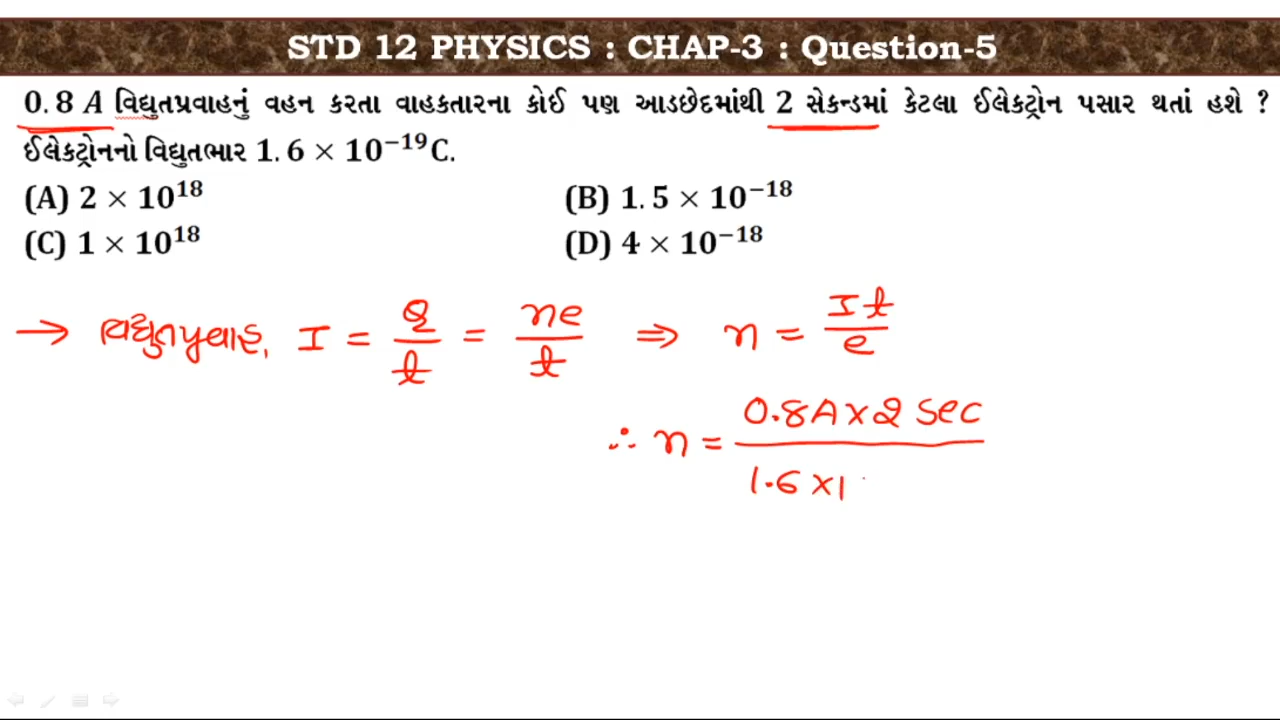 STD 12 PHYSICS : CHAP-3 : Question-5
0.8 A વિદ્યુતપ્રવાહનું વહન કરતા વાહકતારના કોઈ પણ આડછેદમાંથી 2 સેકન્ડમાં કેટલા ઈલેક્ટ્રોન પસાર થતાં હશે ?
ઈલેક્ટ્રોનનો વિદ્યુતભાર 1.6 × 10⁻¹⁹C.
(A) 2 × 10¹⁸ (B) 1.5 × 10⁻¹⁸
(C) 1 × 10¹⁸ (D) 4 × 10⁻¹⁸
→ વિદ્યુતપ્રવાહ, I = Q/t = ne/t ⇒ n = It/e
∴ n = 0.8A×2 sec / 1.6×1